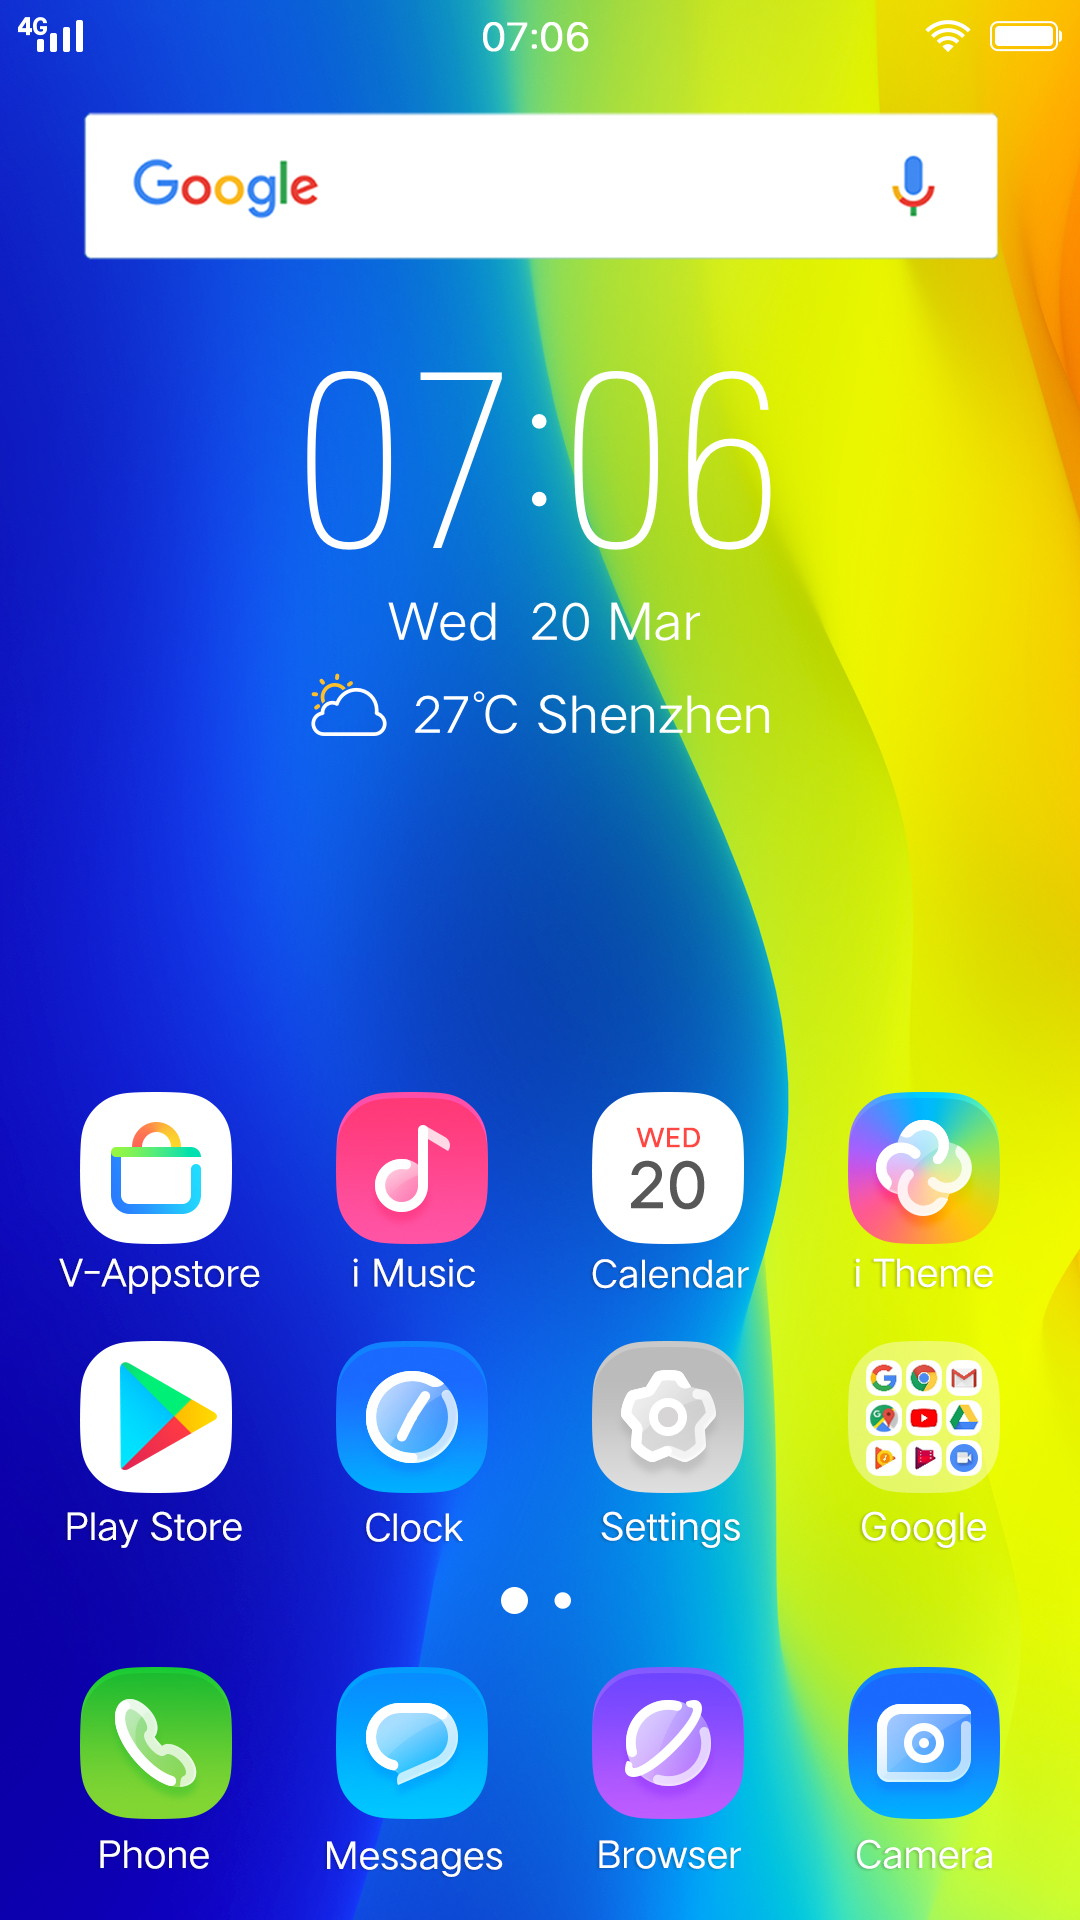 4G 07:06
Google
07:06
Wed 20 Mar
27°C Shenzhen
WED
20
V-Appstore i Music Calendar i Theme
Play Store Clock Settings Google
Phone Messages Browser Camera